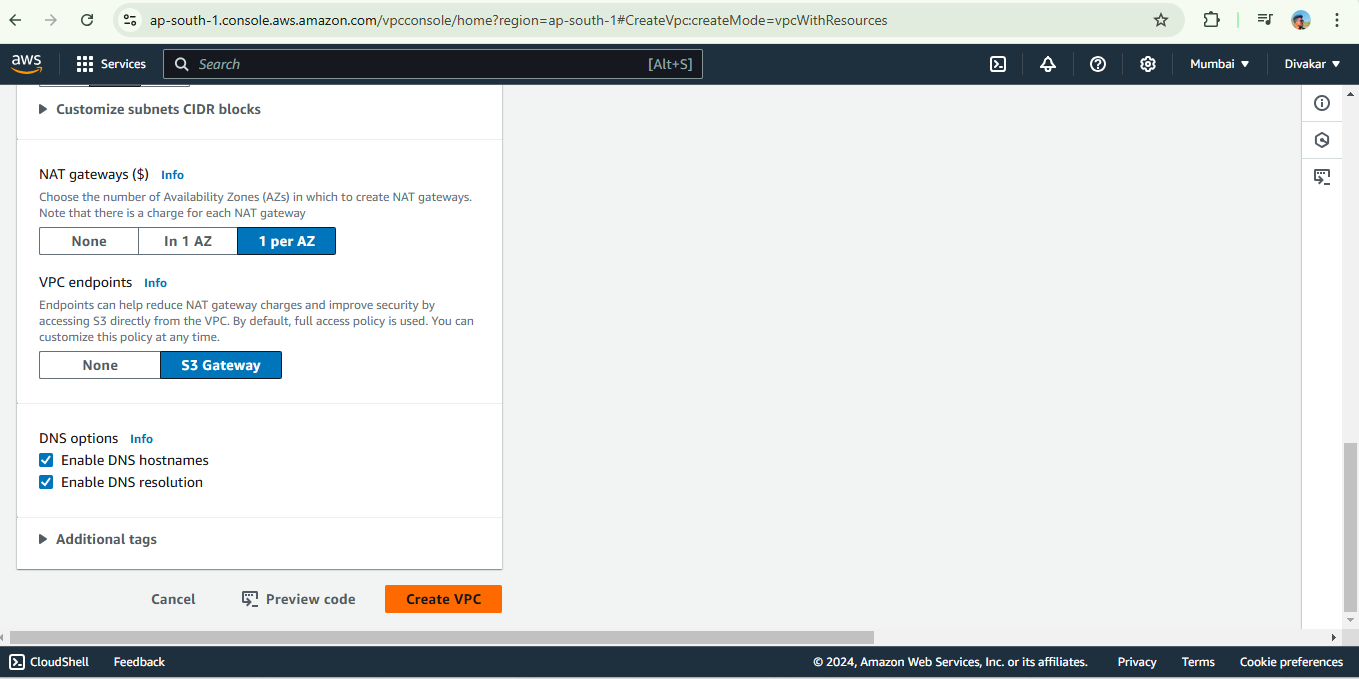 ap-south-1.console.aws.amazon.com/vpcconsole/home?region=ap-south-1#CreateVpc:createMode=vpcWithResources
aws
Services
Search
[Alt+S]
Mumbai
Divakar
Customize subnets CIDR blocks
NAT gateways ($) Info
Choose the number of Availability Zones (AZs) in which to create NAT gateways.
Note that there is a charge for each NAT gateway
None In 1 AZ 1 per AZ
VPC endpoints Info
Endpoints can help reduce NAT gateway charges and improve security by
accessing S3 directly from the VPC. By default, full access policy is used. You can
customize this policy at any time.
None S3 Gateway
DNS options Info
Enable DNS hostnames
Enable DNS resolution
Additional tags
Cancel Preview code Create VPC
CloudShell Feedback © 2024, Amazon Web Services, Inc. or its affiliates. Privacy Terms Cookie preferences